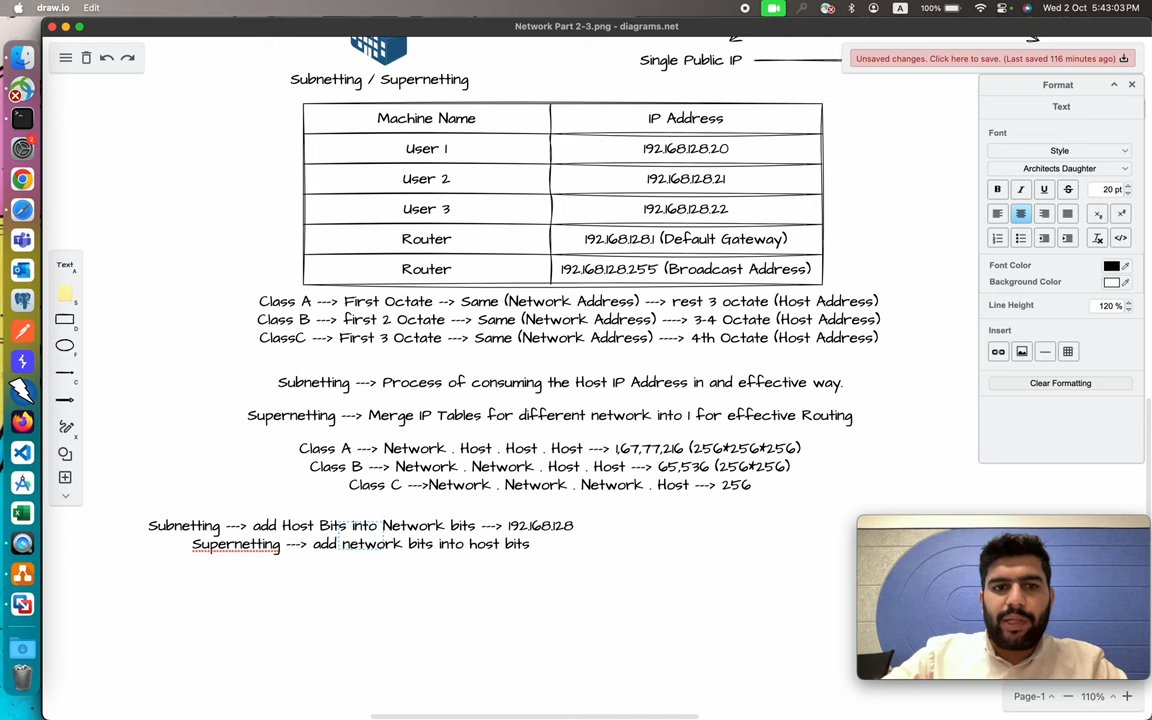 draw.io Edit
100% A Wed 2 Oct 5:43:03 PM
Network Part 2-3.png - diagrams.net
Unsaved changes. Click here to save. (Last saved 116 minutes ago)
Single Public IP
Subnetting / Supernetting
Machine Name IP Address
User 1 192.168.128.20
User 2 192.168.128.21
User 3 192.168.128.22
Router 192.168.128.1 (Default Gateway)
Router 192.168.128.255 (Broadcast Address)
Class A ---> First Octate --> Same (Network Address) ---> rest 3 octate (Host Address)
Class B ---> first 2 Octate ---> Same (Network Address) ----> 3-4 Octate (Host Address)
ClassC ---> First 3 Octate ---> Same (Network Address) ----> 4th Octate (Host Address)
Subnetting ---> Process of consuming the Host IP Address in and effective way.
Supernetting ---> Merge IP Tables for different network into 1 for effective Routing
Class A ---> Network . Host . Host . Host ---> 1,67,77,216 (256*256*256)
Class B ---> Network . Network . Host . Host ---> 65,536 (256*256)
Class C --->Network . Network . Network . Host ---> 256
Subnetting ---> add Host Bits into Network bits ---> 192.168.128
Supernetting ---> add network bits into host bits
Text
Format
Text
Font
Style
Architects Daughter
B I U S 20 pt
Font Color
Background Color
Line Height 120 %
Insert
Clear Formatting
Page-1 110%